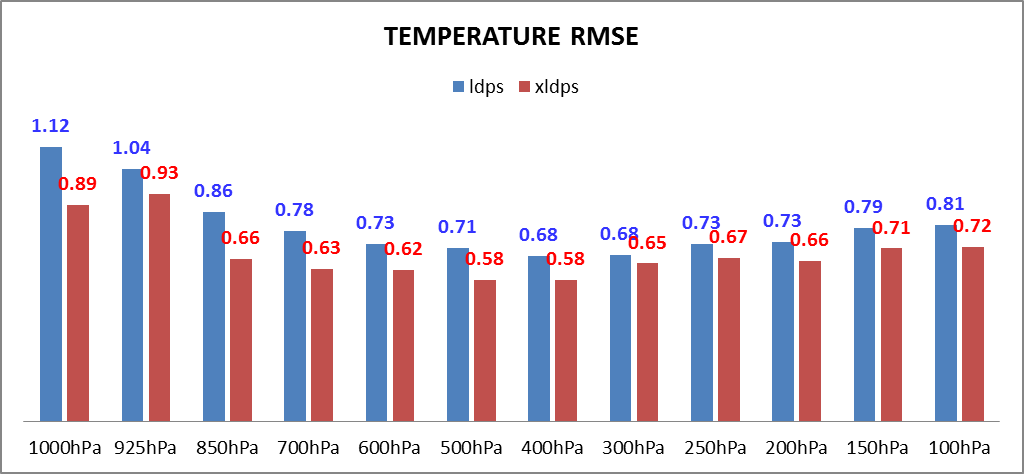 TEMPERATURE RMSE
ldps xldps
1.12 0.89 1.04 0.93 0.86 0.66 0.78 0.63 0.73 0.62 0.71 0.58 0.68 0.58 0.68 0.65 0.73 0.67 0.73 0.66 0.79 0.71 0.81 0.72
1000hPa 925hPa 850hPa 700hPa 600hPa 500hPa 400hPa 300hPa 250hPa 200hPa 150hPa 100hPa